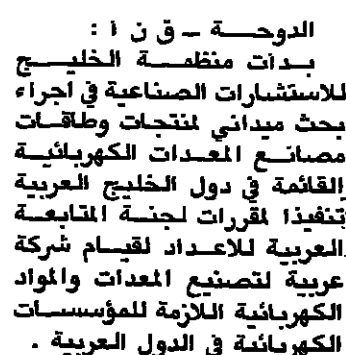 الدوحة ـ ق ن ا :
بدات منظمة الخليج
للاستشارات الصناعية في اجراء
بحث ميداني لمنتجات وطاقات
مصانع المعدات الكهربائية
القائمة في دول الخليج العربية
تنفيذا لمقررات لجنة المتابعة
العربية للاعداد لقيام شركة
عربية لتصنيع المعدات والمواد
الكهربائية اللازمة للمؤسسات
الكهربائية في الدول العربية .